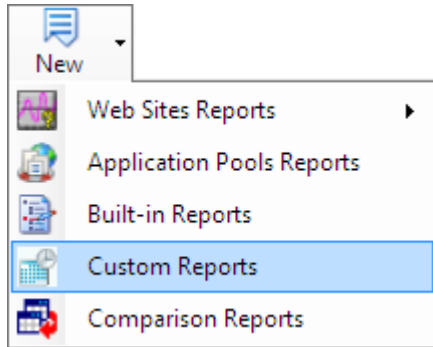 New
Web Sites Reports
Application Pools Reports
Built-in Reports
Custom Reports
Comparison Reports